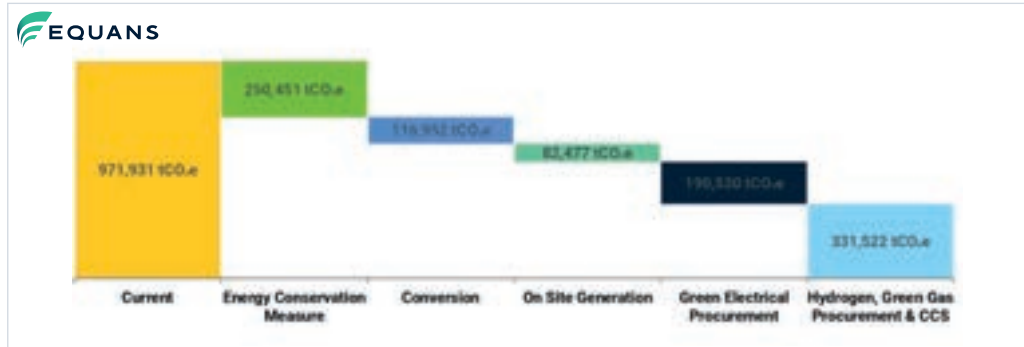 EQUANS
250,451 tCO₂e
116,952 tCO₂e
82,477 tCO₂e
971,931 tCO₂e
190,530 tCO₂e
331,522 tCO₂e
Current
Energy Conservation
Measure
Conversion
On Site Generation
Green Electrical
Procurement
Hydrogen, Green Gas
Procurement & CCS